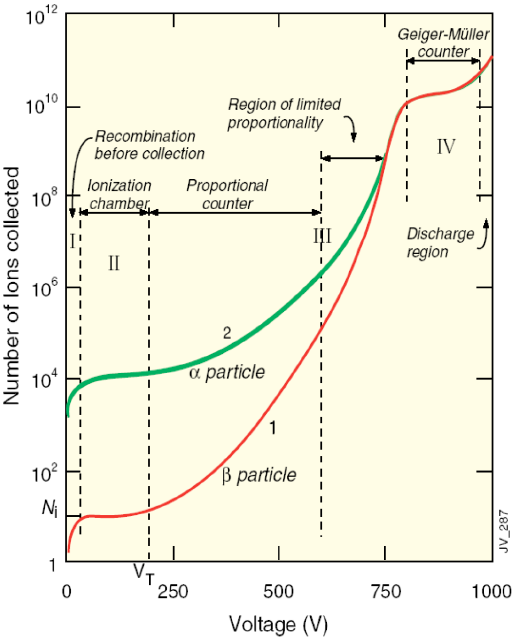 10¹²
Geiger-Müller
counter
10¹⁰
Region of limited
proportionality
Recombination
before collection
IV
10⁸
Ionization
chamber
Proportional
counter
I
II
III
Discharge
region
10⁶
Number of Ions collected
2
α particle
10⁴
1
β particle
10²
Ni
1
JV_287
0
VT
250
500
750
1000
Voltage (V)